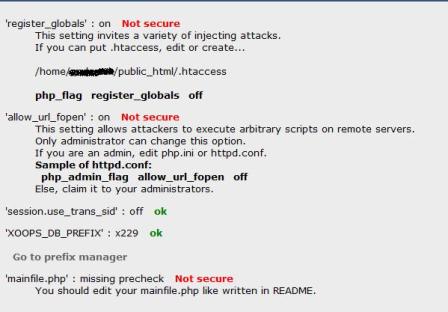 'register_globals' : on Not secure
This setting invites a variety of injecting attacks.
If you can put .htaccess, edit or create...
/home/ /public_html/.htaccess
php_flag register_globals off
'allow_url_fopen' : on Not secure
This setting allows attackers to execute arbitrary scripts on remote servers.
Only administrator can change this option.
If you are an admin, edit php.ini or httpd.conf.
Sample of httpd.conf:
php_admin_flag allow_url_fopen off
Else, claim it to your administrators.
'session.use_trans_sid' : off ok
'XOOPS_DB_PREFIX' : x229 ok
Go to prefix manager
'mainfile.php' : missing precheck Not secure
You should edit your mainfile.php like written in README.